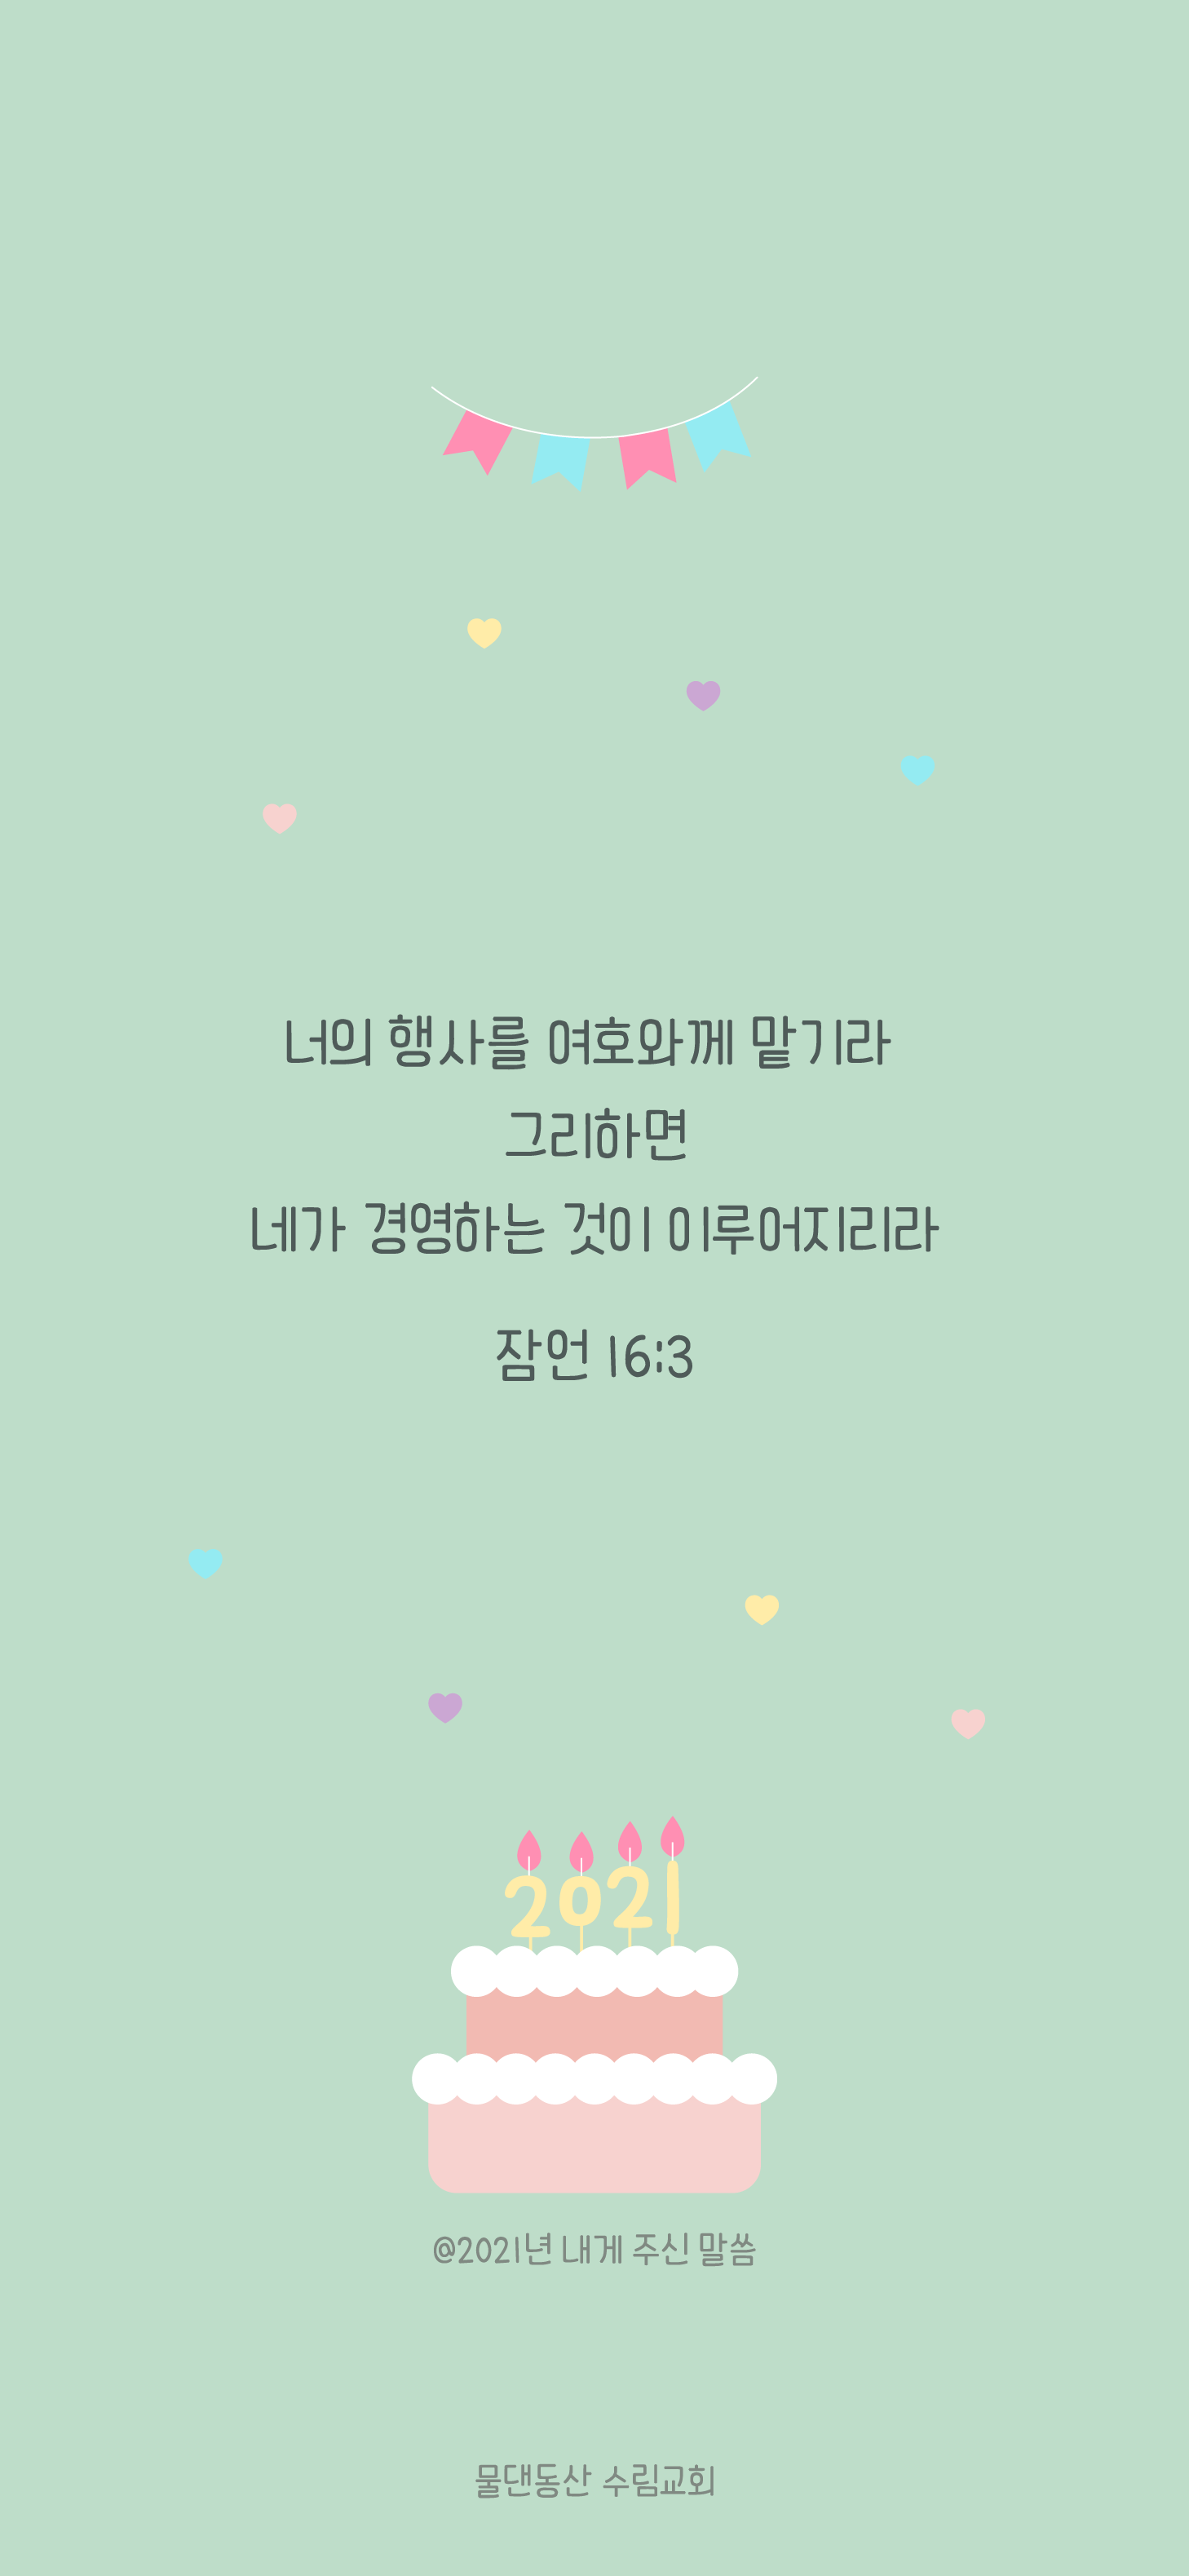 너의 행사를 여호와께 맡기라
그리하면
네가 경영하는 것이 이루어지리라
잠언 16:3
2021
@2021년 내게 주신 말씀
물댄동산 수림교회